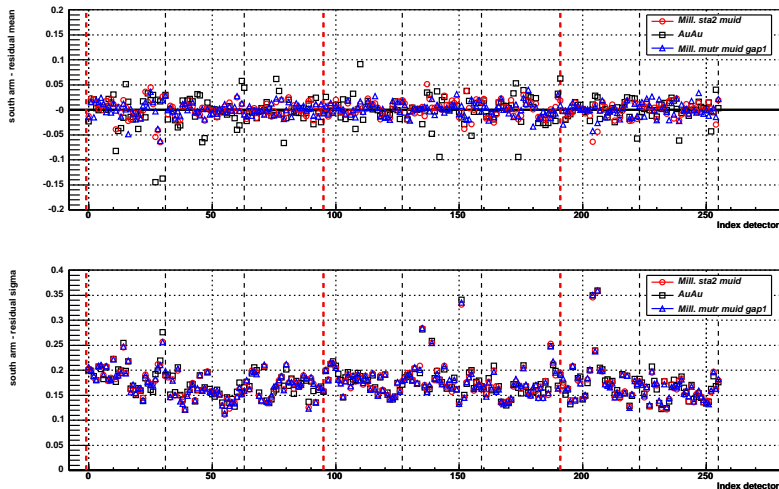 0.2
0.15
0.1
0.05
-0
-0.05
-0.1
-0.15
-0.2
south arm - residual mean
Mill. sta2 muid
AuAu
Mill. mutr muid gap1
0 50 100 150 200 250
Index detector
0.4
0.35
0.3
0.25
0.2
0.15
0.1
0.05
0
south arm - residual sigma
Mill. sta2 muid
AuAu
Mill. mutr muid gap1
0 50 100 150 200 250
Index detector